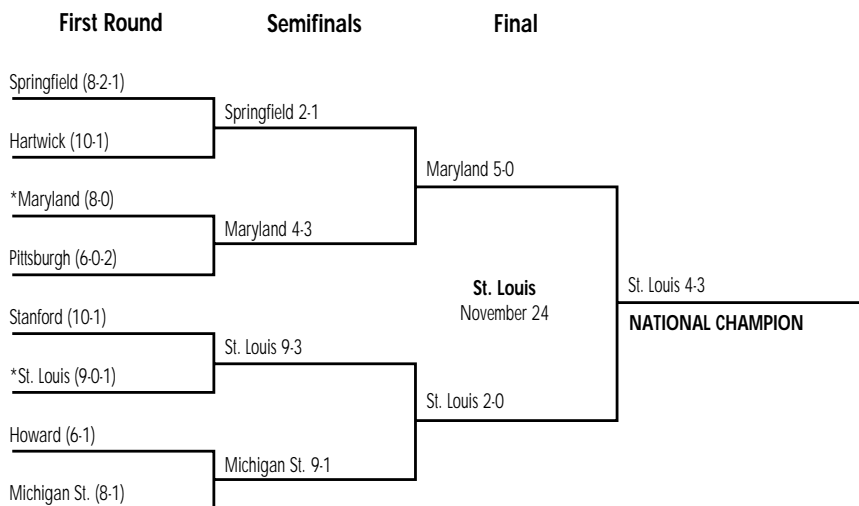 First Round Semifinals Final
Springfield (8-2-1)
Springfield 2-1
Hartwick (10-1)
Maryland 5-0
*Maryland (8-0)
Maryland 4-3
Pittsburgh (6-0-2)
St. Louis
November 24
St. Louis 4-3
NATIONAL CHAMPION
Stanford (10-1)
St. Louis 9-3
*St. Louis (9-0-1)
St. Louis 2-0
Howard (6-1)
Michigan St. 9-1
Michigan St. (8-1)